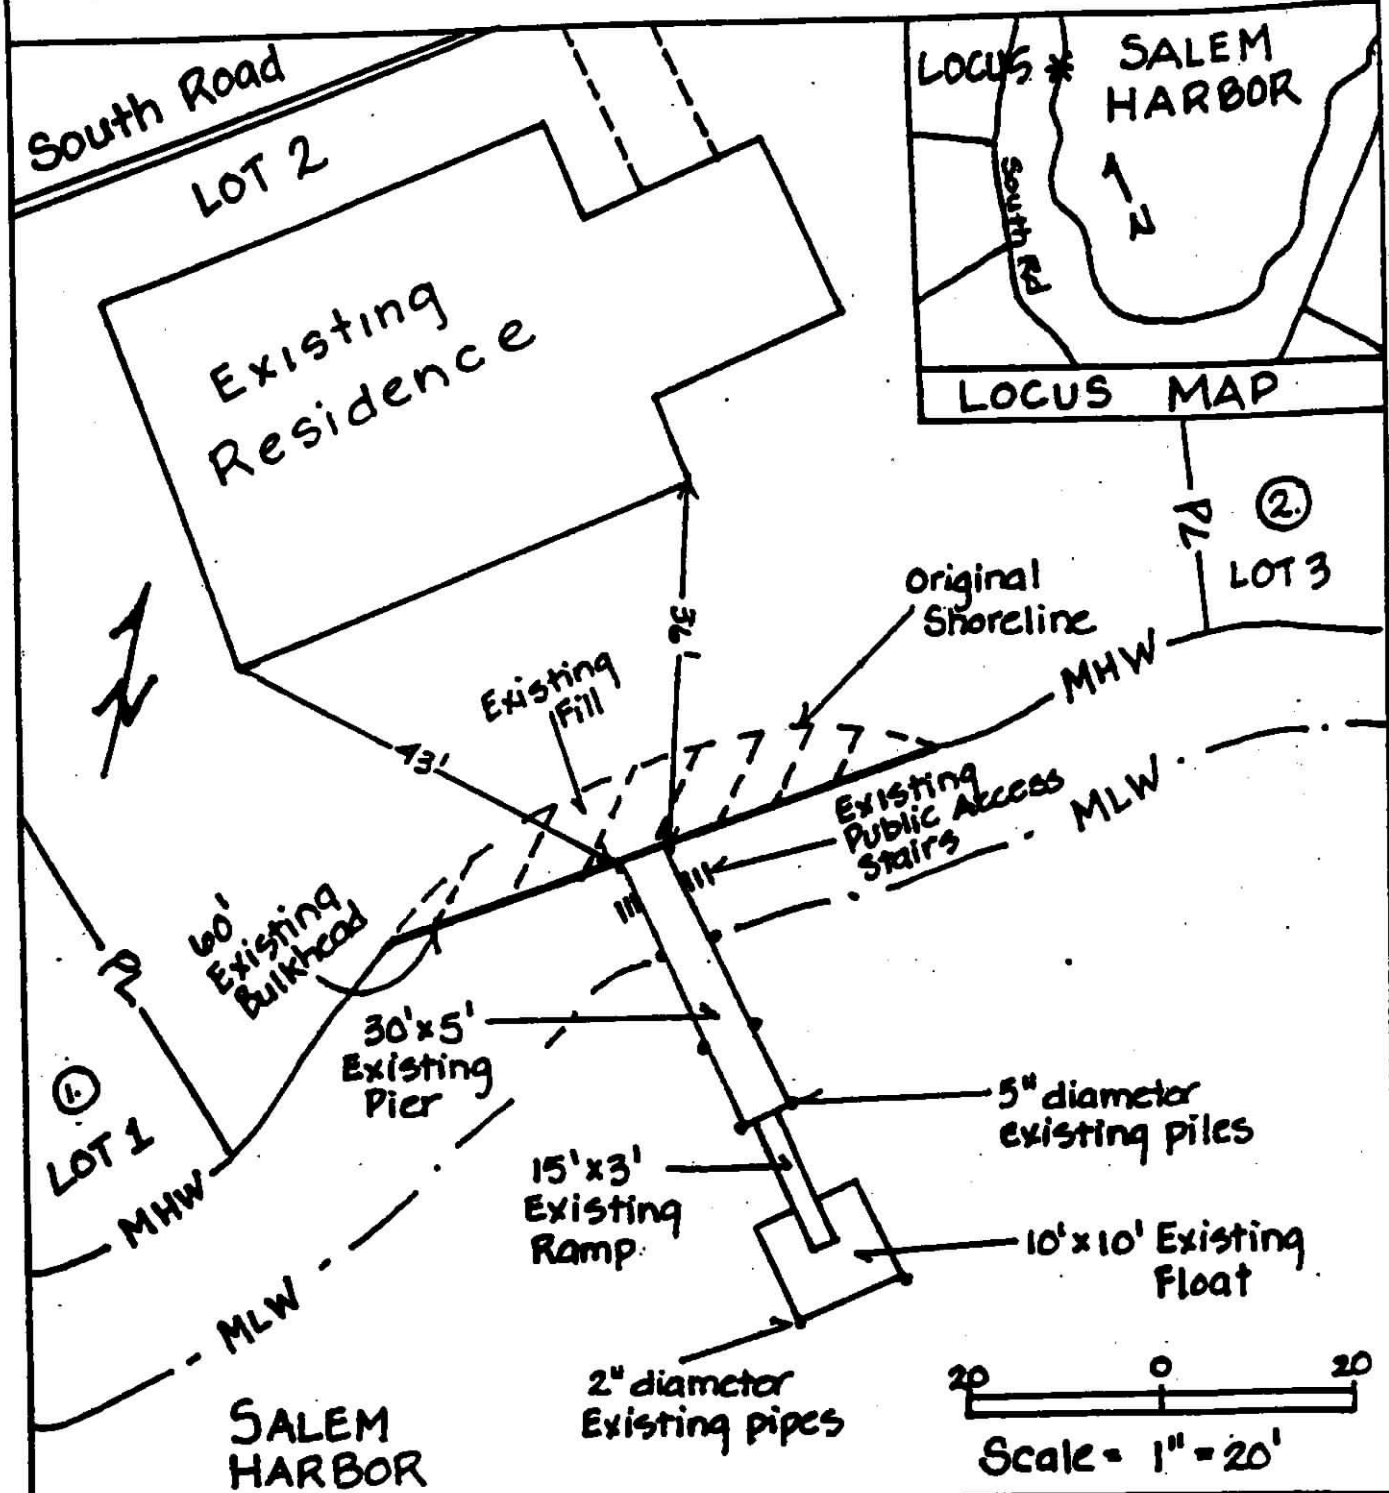 South Road
LOT 2
LOCUS
SALEM
HARBOR
South Rd
N
LOCUS MAP
Existing
Residence
PL
2.
LOT 3
Original
Shoreline
36'
MHW
N
Existing
Fill
43'
Existing
Public Access
Stairs
MLW
60'
Existing
Bulkhead
PL
30'x5'
Existing
Pier
1.
LOT 1
5" diameter
existing piles
MHW
15'x3'
Existing
Ramp
10'x10' Existing
Float
MLW
2" diameter
Existing pipes
20 0 20
Scale = 1" = 20'
SALEM
HARBOR